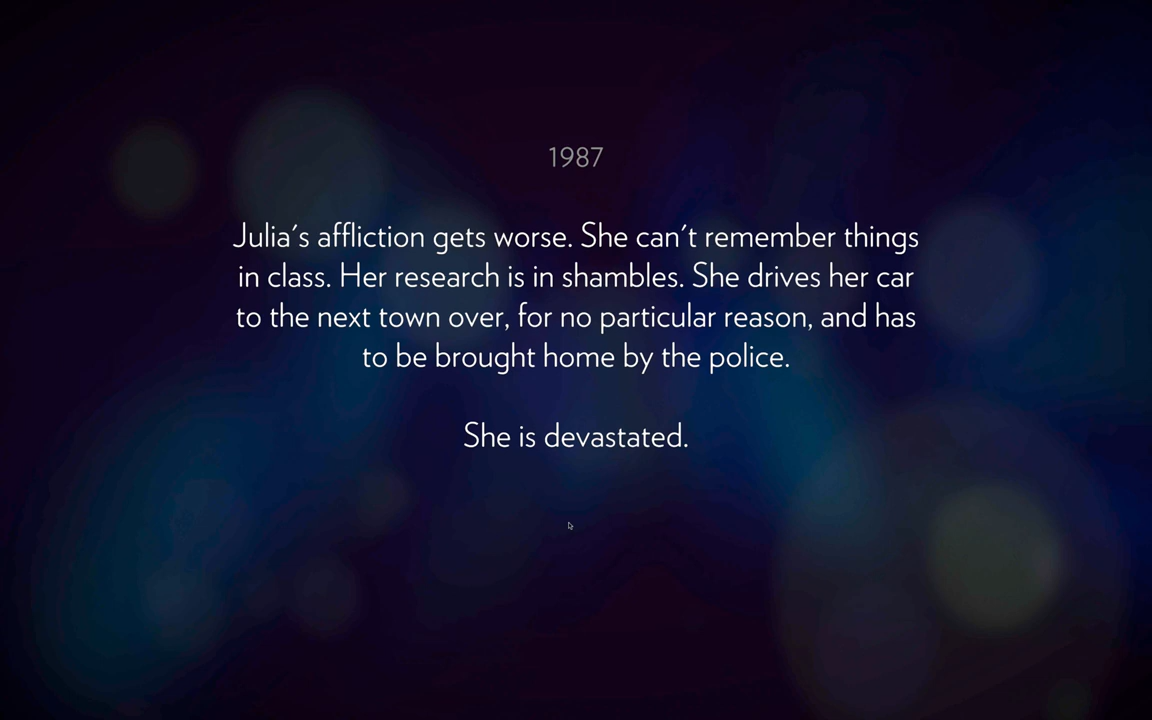 1987
Julia's affliction gets worse. She can't remember things
in class. Her research is in shambles. She drives her car
to the next town over, for no particular reason, and has
to be brought home by the police.
She is devastated.